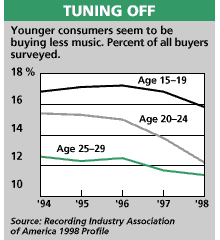 TUNING OFF
Younger consumers seem to be
buying less music. Percent of all buyers
surveyed.
18 %
Age 15–19
16
Age 20–24
14
Age 25–29
12
10
'94 '95 '96 '97 '98
Source: Recording Industry Association
of America 1998 Profile